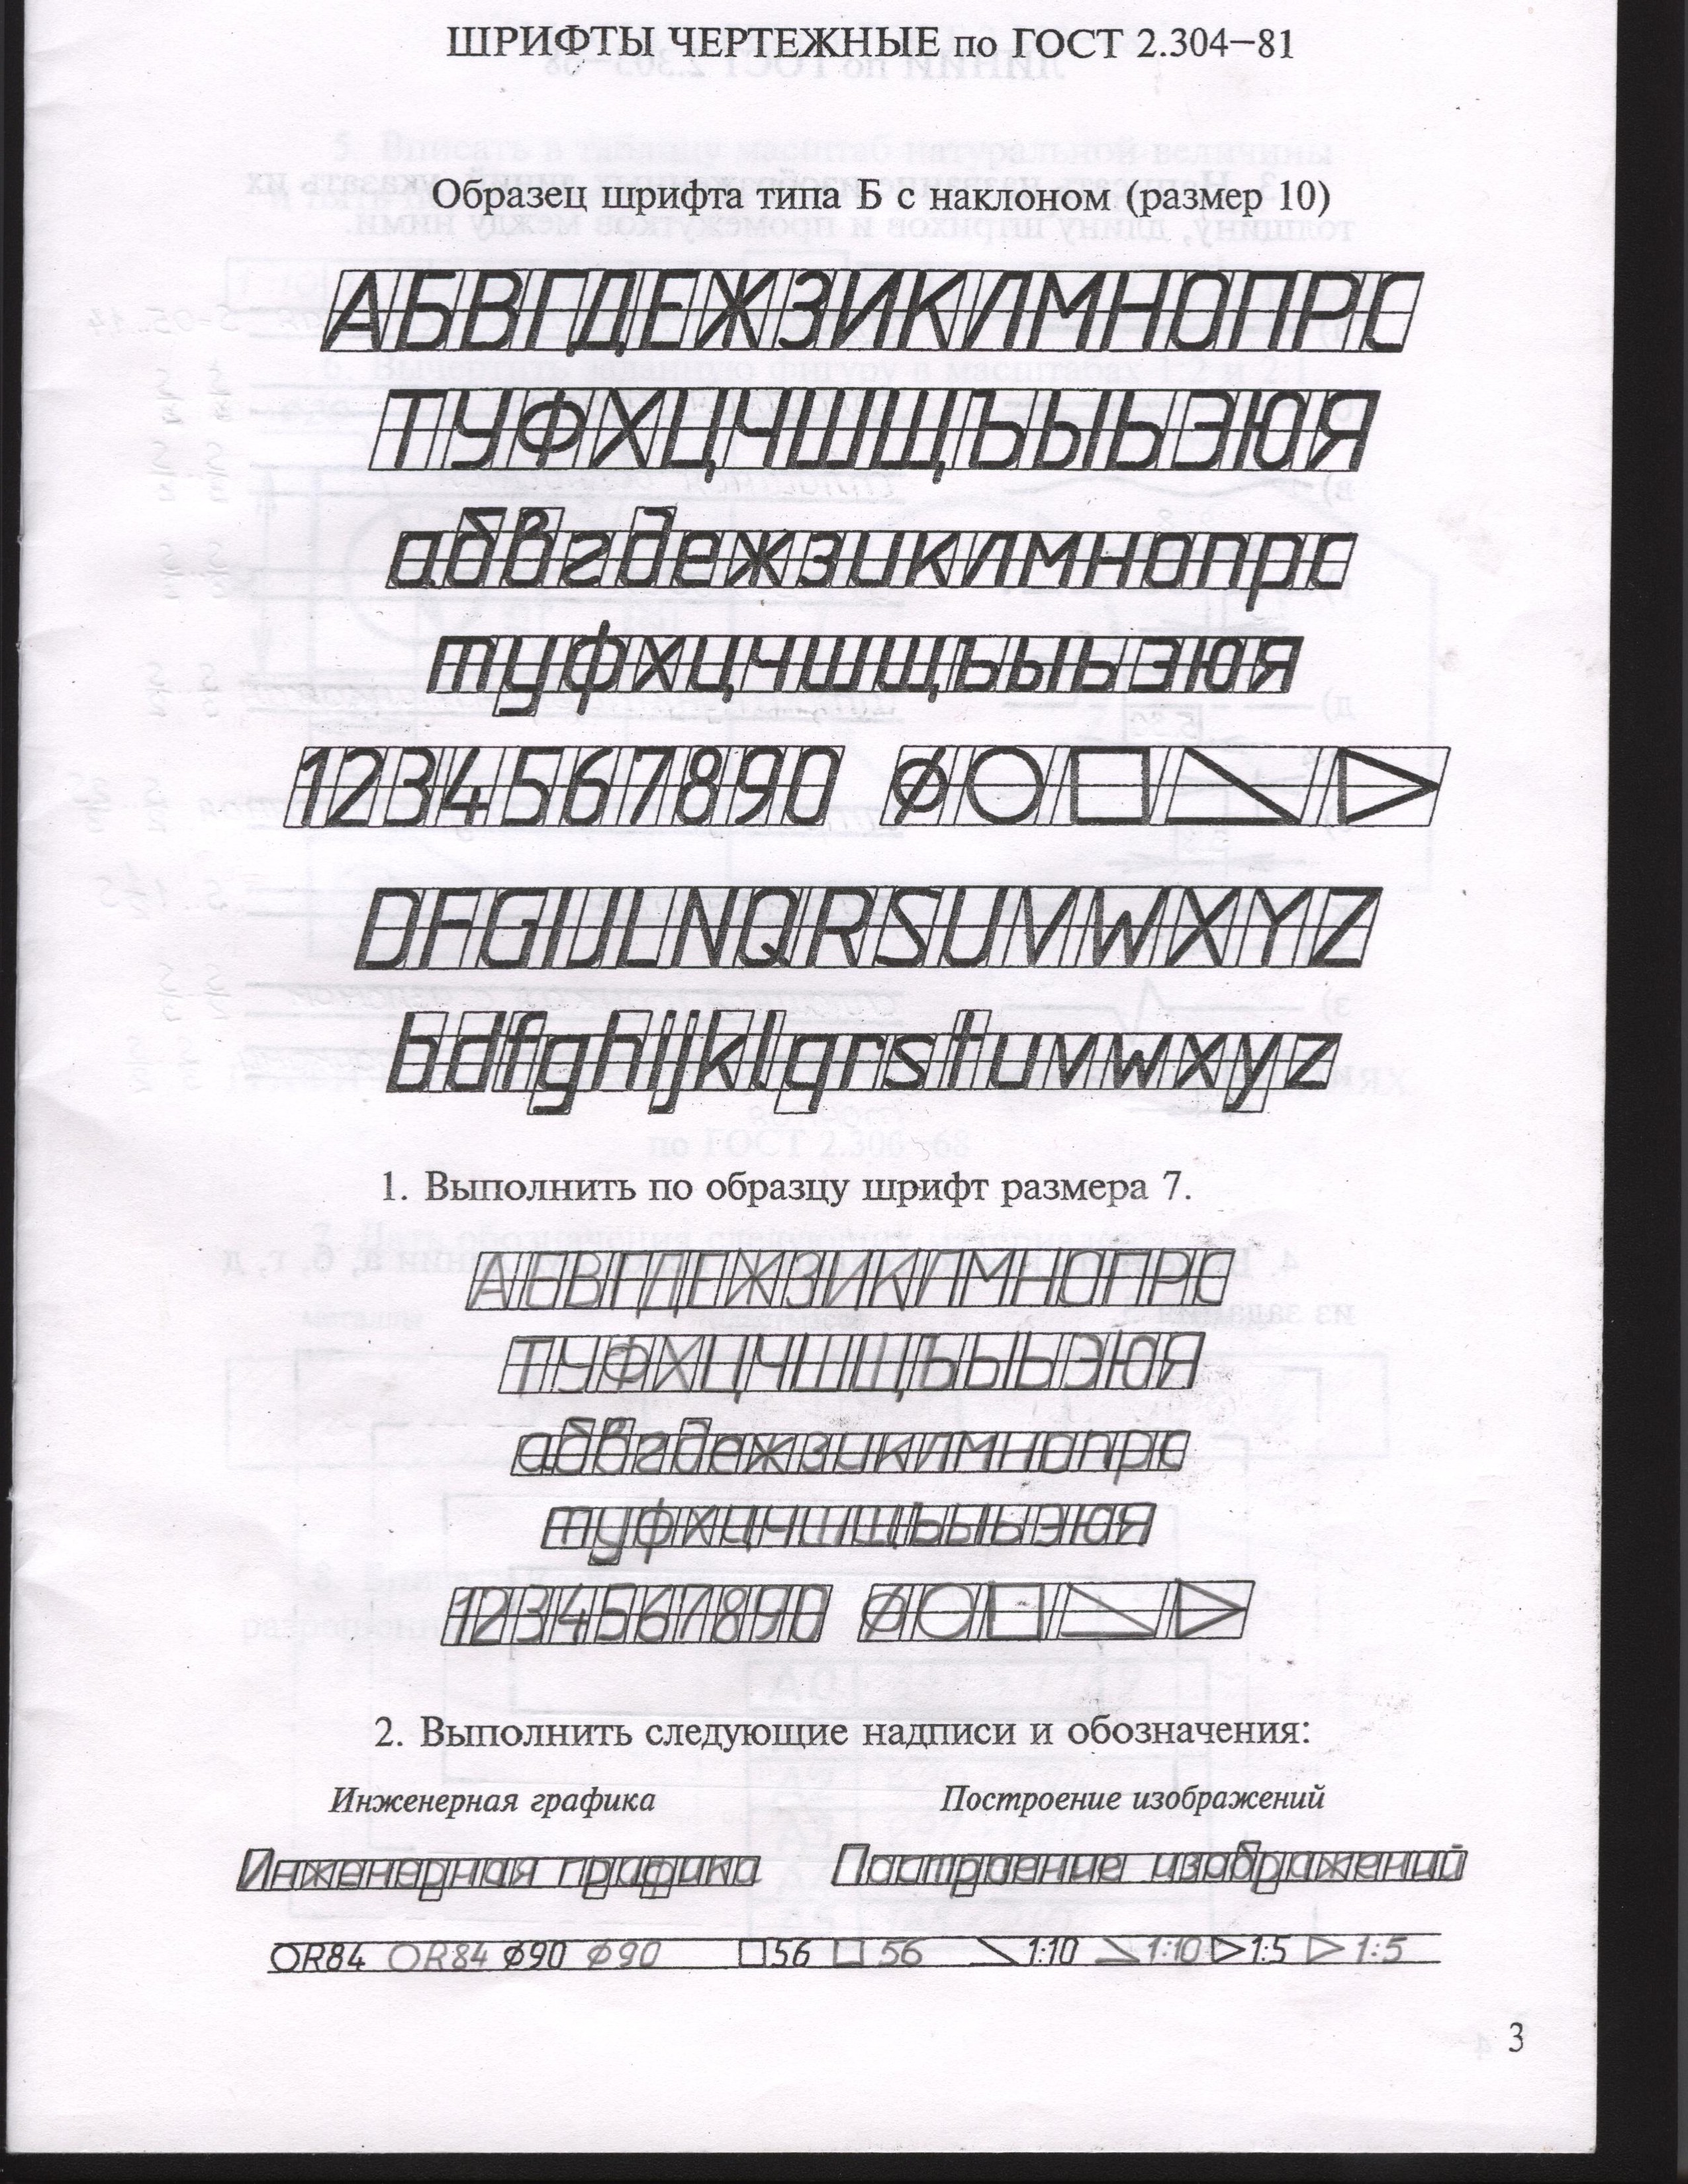 ШРИФТЫ ЧЕРТЕЖНЫЕ по ГОСТ 2.304–81
Образец шрифта типа Б с наклоном (размер 10)
АБВГДЕЖЗИКЛМНОПРС
ТУФХЦЧШЩЪЫЬЭЮЯ
абвгдежзиклмнопрс
туфхцчшщъыьэюя
1234567890 ⌀○□◺▷
DFGIJLNQRSUVWXYZ
bdfghijklqrstuvwxyz
1. Выполнить по образцу шрифт размера 7.
АБВГДЕЖЗИКЛМНОПРС
ТУФХЦЧШЩЪЫЬЭЮЯ
абвгдежзиклмнопрс
туфхцчшщъыьэюя
1234567890 ⌀○□◺▷
2. Выполнить следующие надписи и обозначения:
Инженерная графика Построение изображений
Инженерная графика Построение изображений
○R84 ○R84 ⌀90 ⌀90 □56 □56 ◺1:10 ◺1:10 ▷1:5 ▷1:5
3